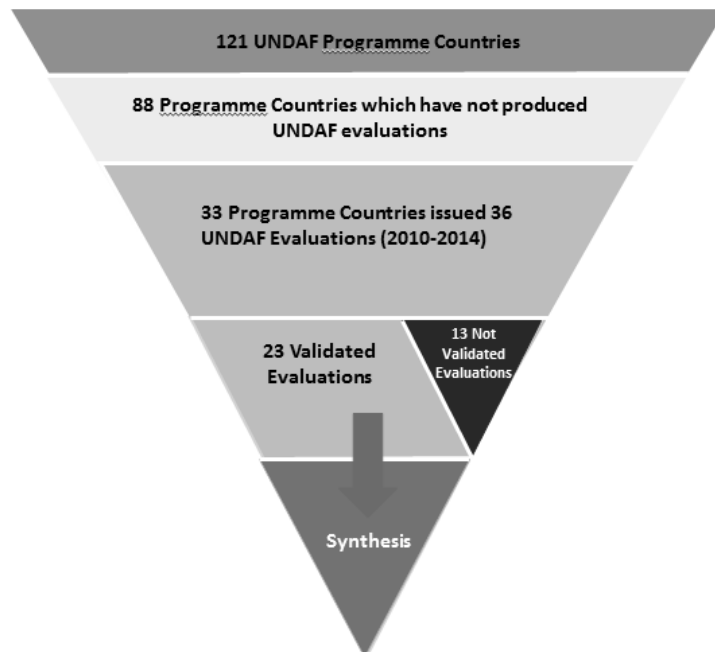 121 UNDAF Programme Countries
88 Programme Countries which have not produced
UNDAF evaluations
33 Programme Countries issued 36
UNDAF Evaluations (2010-2014)
23 Validated
Evaluations
13 Not
Validated
Evaluations
Synthesis